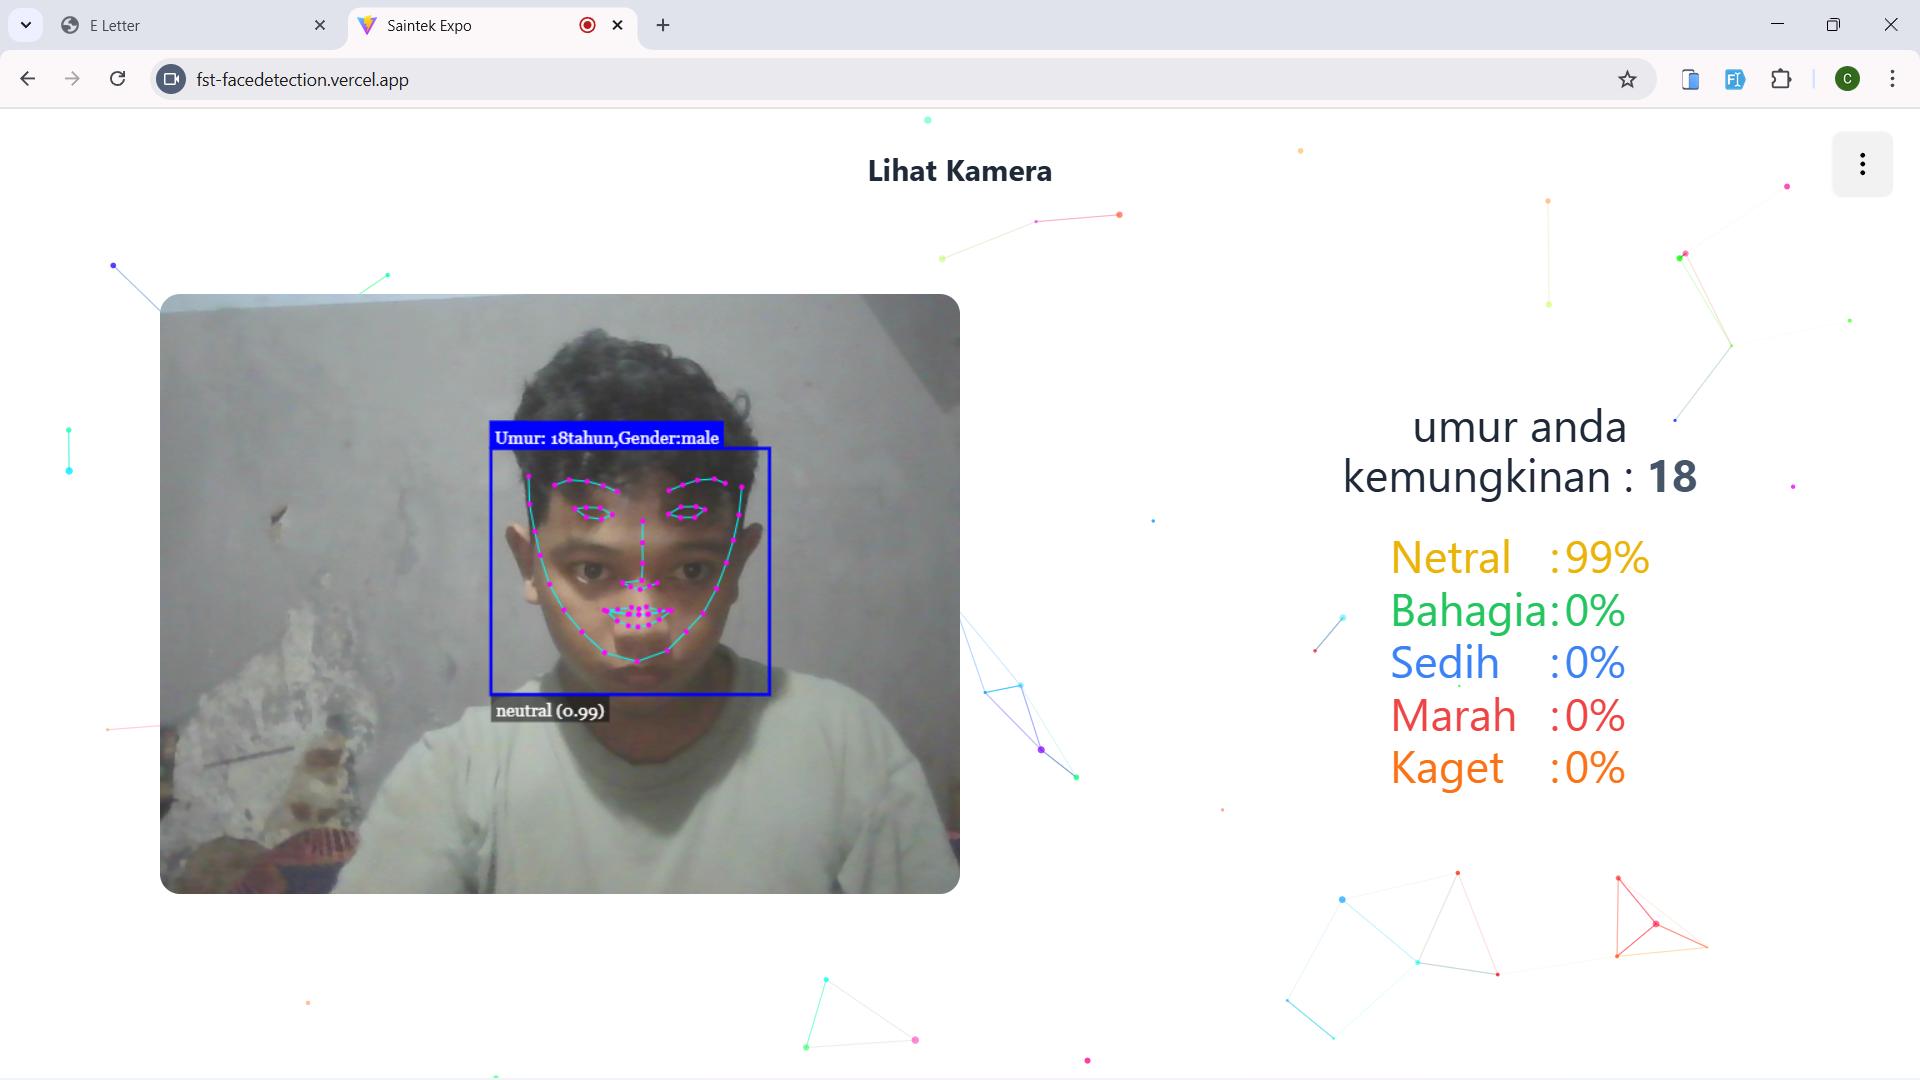 E Letter
Saintek Expo
fst-facedetection.vercel.app
C
Lihat Kamera
Umur: 18tahun,Gender:male
neutral (0.99)
umur anda
kemungkinan : 18
Netral :99%
Bahagia:0%
Sedih :0%
Marah :0%
Kaget :0%